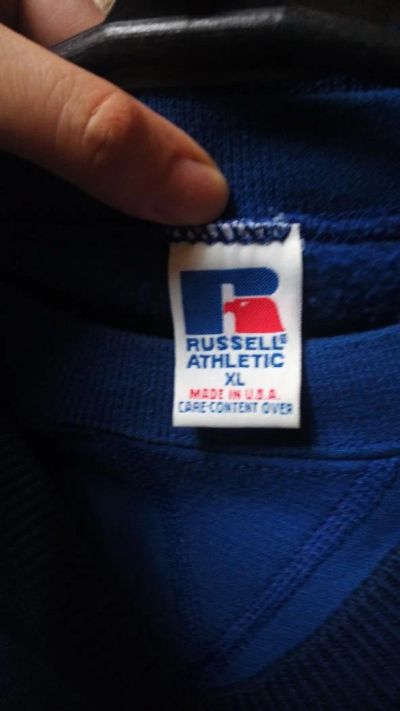 RUSSELL®
ATHLETIC
XL
MADE IN U.S.A.
CARE-CONTENT OVER